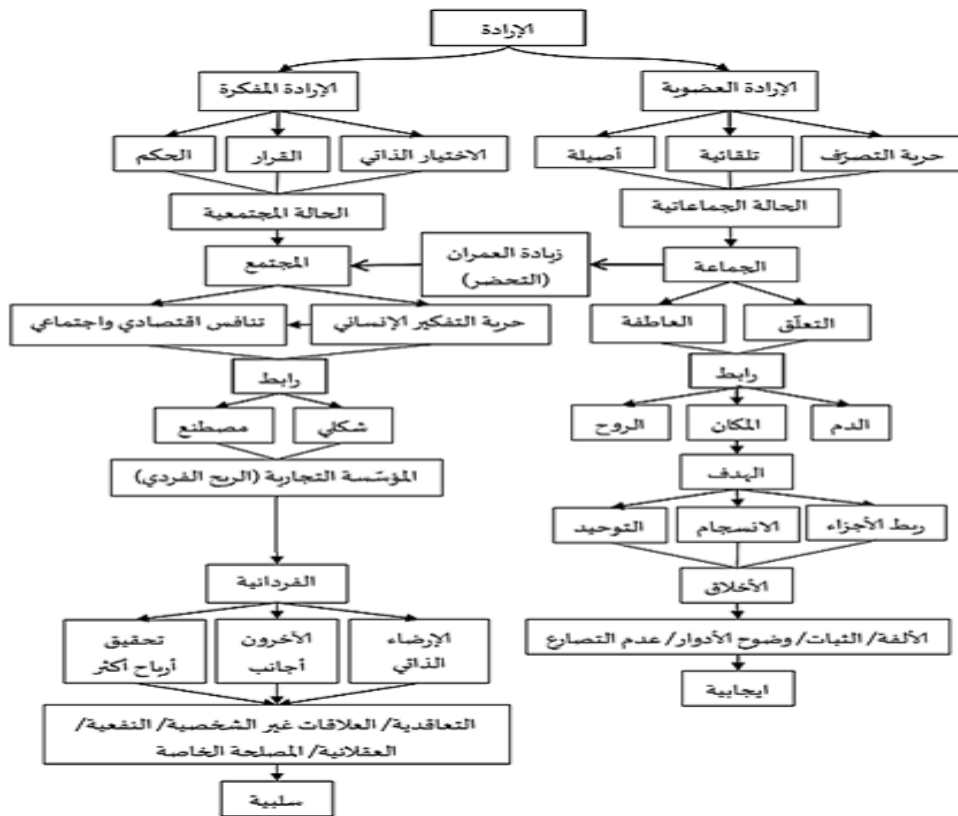 الإرادة
الإرادة العضوية
الإرادة المفكرة
حرية التصرّف
تلقائية
أصيلة
الاختيار الذاتي
القرار
الحكم
الحالة الجماعاتية
الحالة المجتمعية
الجماعة
زيادة العمران
(التحضر)
المجتمع
التعلّق
العاطفة
حرية التفكير الإنساني
تنافس اقتصادي واجتماعي
رابط
رابط
الدم
المكان
الروح
شكلي
مصطنع
الهدف
المؤسّسة التجارية (الربح الفردي)
ربط الأجزاء
الانسجام
التوحيد
الأخلاق
الفردانية
الألفة/ الثبات/ وضوح الأدوار/ عدم التصارع
الإرضاء
الذاتي
الآخرون
أجانب
تحقيق
أرباح أكثر
ايجابية
التعاقدية/ العلاقات غير الشخصية/ النفعية/
العقلانية/ المصلحة الخاصة
سلبية